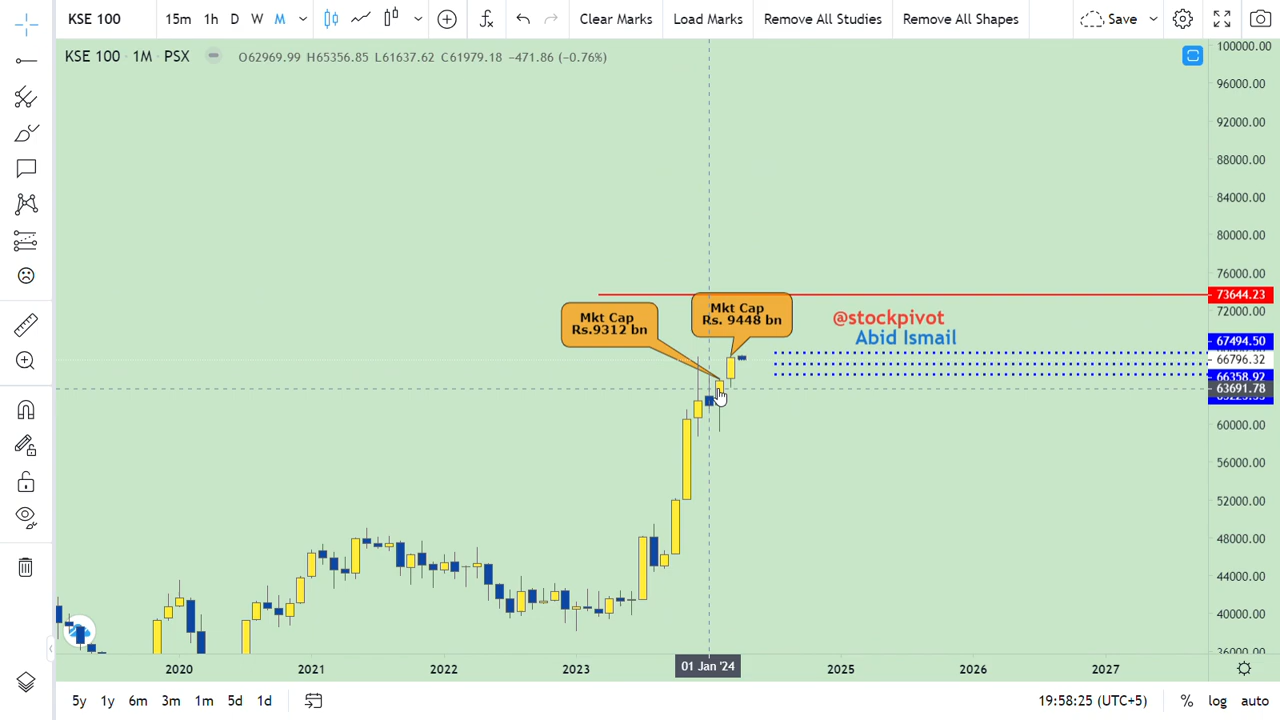 KSE 100 15m 1h D W M Clear Marks Load Marks Remove All Studies Remove All Shapes Save
KSE 100 1M PSX O62969.99 H65356.85 L61637.62 C61979.18 −471.86 (−0.76%)
100000.00
96000.00
92000.00
88000.00
84000.00
80000.00
76000.00
73644.23
72000.00
67494.50
66796.32
66358.92
63691.78
60000.00
56000.00
52000.00
48000.00
44000.00
40000.00
36000.00
Mkt Cap
Rs.9312 bn
Mkt Cap
Rs. 9448 bn
@stockpivot
Abid Ismail
2020 2021 2022 2023 01 Jan '24 2025 2026 2027
5y 1y 6m 3m 1m 5d 1d 19:58:25 (UTC+5) % log auto